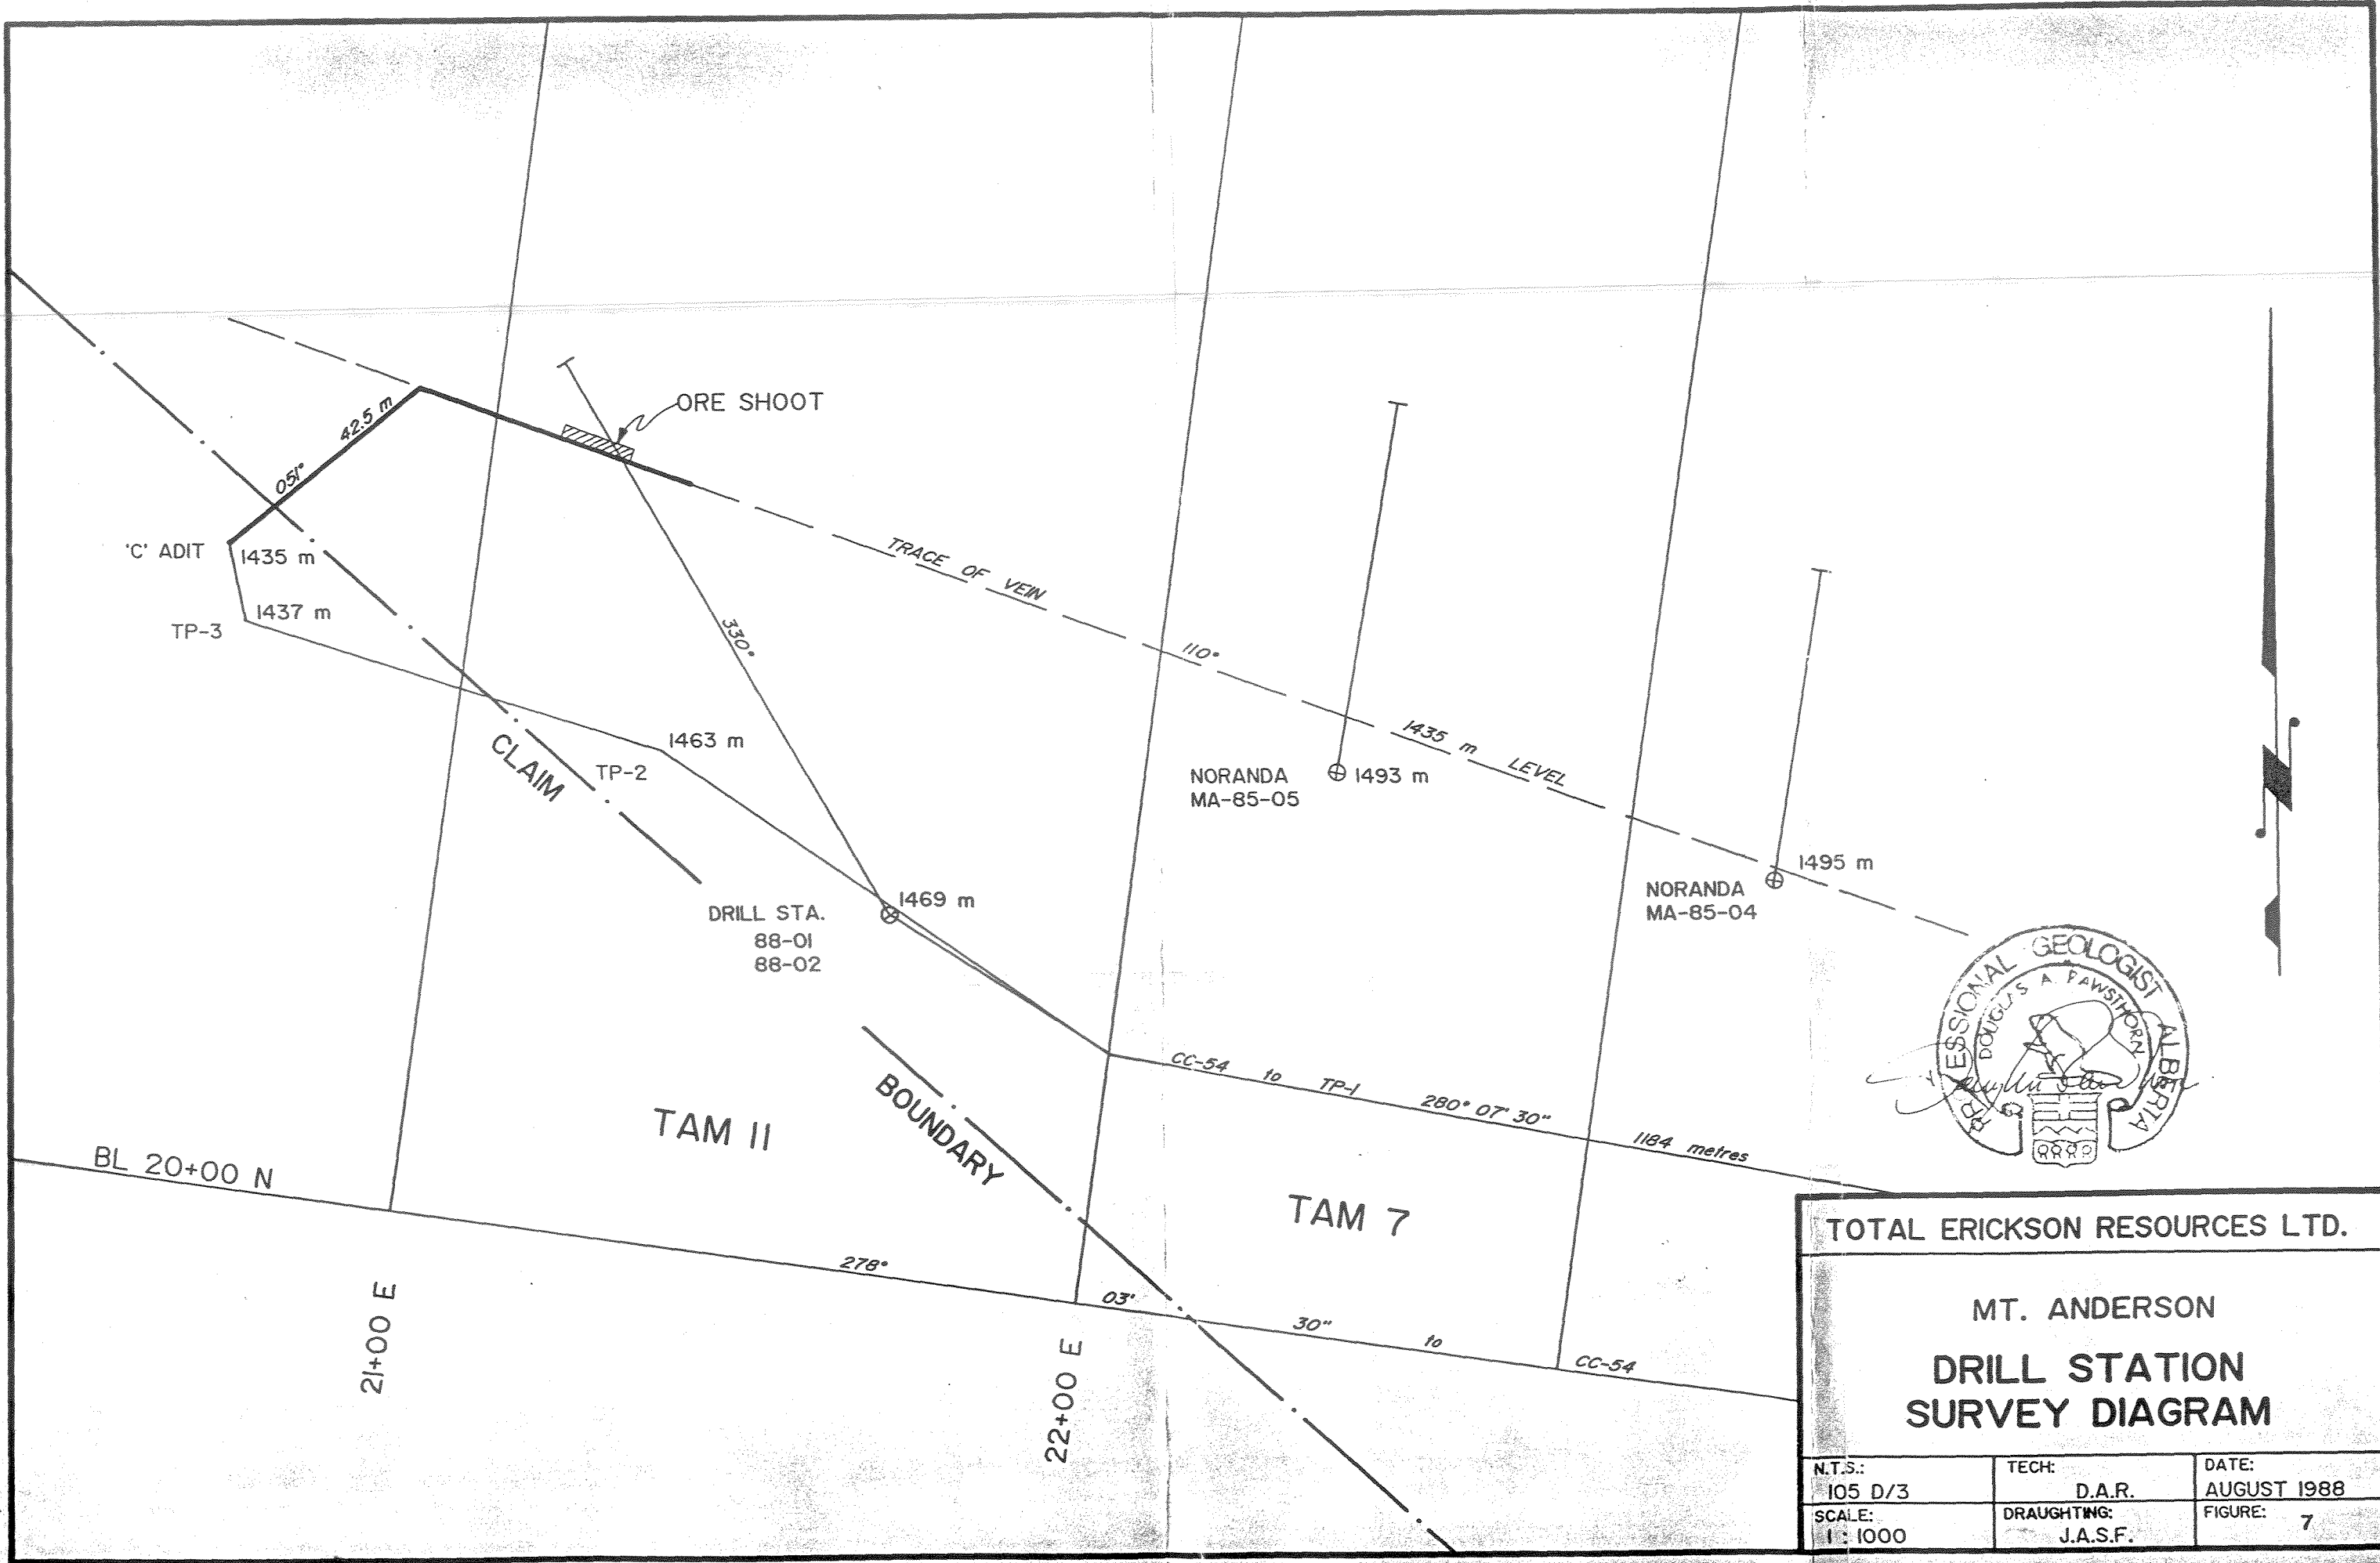 ORE SHOOT
42.5 m
051°
'C' ADIT
1435 m
1437 m
TP-3
330°
TRACE OF VEIN
110°
1435 m LEVEL
1463 m
TP-2
CLAIM
NORANDA
MA-85-05
1493 m
NORANDA
MA-85-04
1495 m
DRILL STA.
88-01
88-02
1469 m
CC-54 to TP-1 280° 07' 30" 1184 metres
BOUNDARY
TAM 11
TAM 7
BL 20+00 N
278° 03' 30" to CC-54
21+00 E
22+00 E
PROFESSIONAL GEOLOGIST ALBERTA
DOUGLAS A.
TOTAL ERICKSON RESOURCES LTD.
MT. ANDERSON
DRILL STATION
SURVEY DIAGRAM
N.T.S.:
105 D/3
TECH:
D.A.R.
DATE:
AUGUST 1988
SCALE:
1 : 1000
DRAUGHTING:
J.A.S.F.
FIGURE:
7